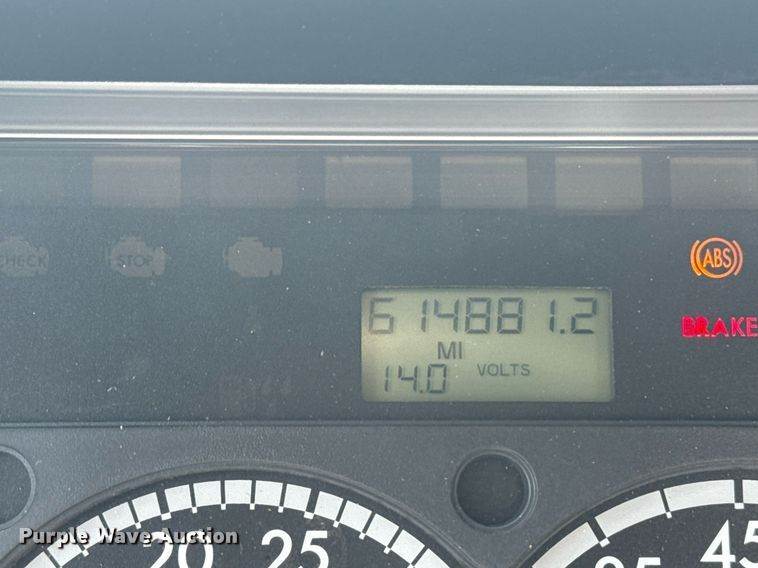 CHECK
STOP
ABS
BRAKE
614881.2
MI
14.0 VOLTS
20 25
45
Purple Wave Auction